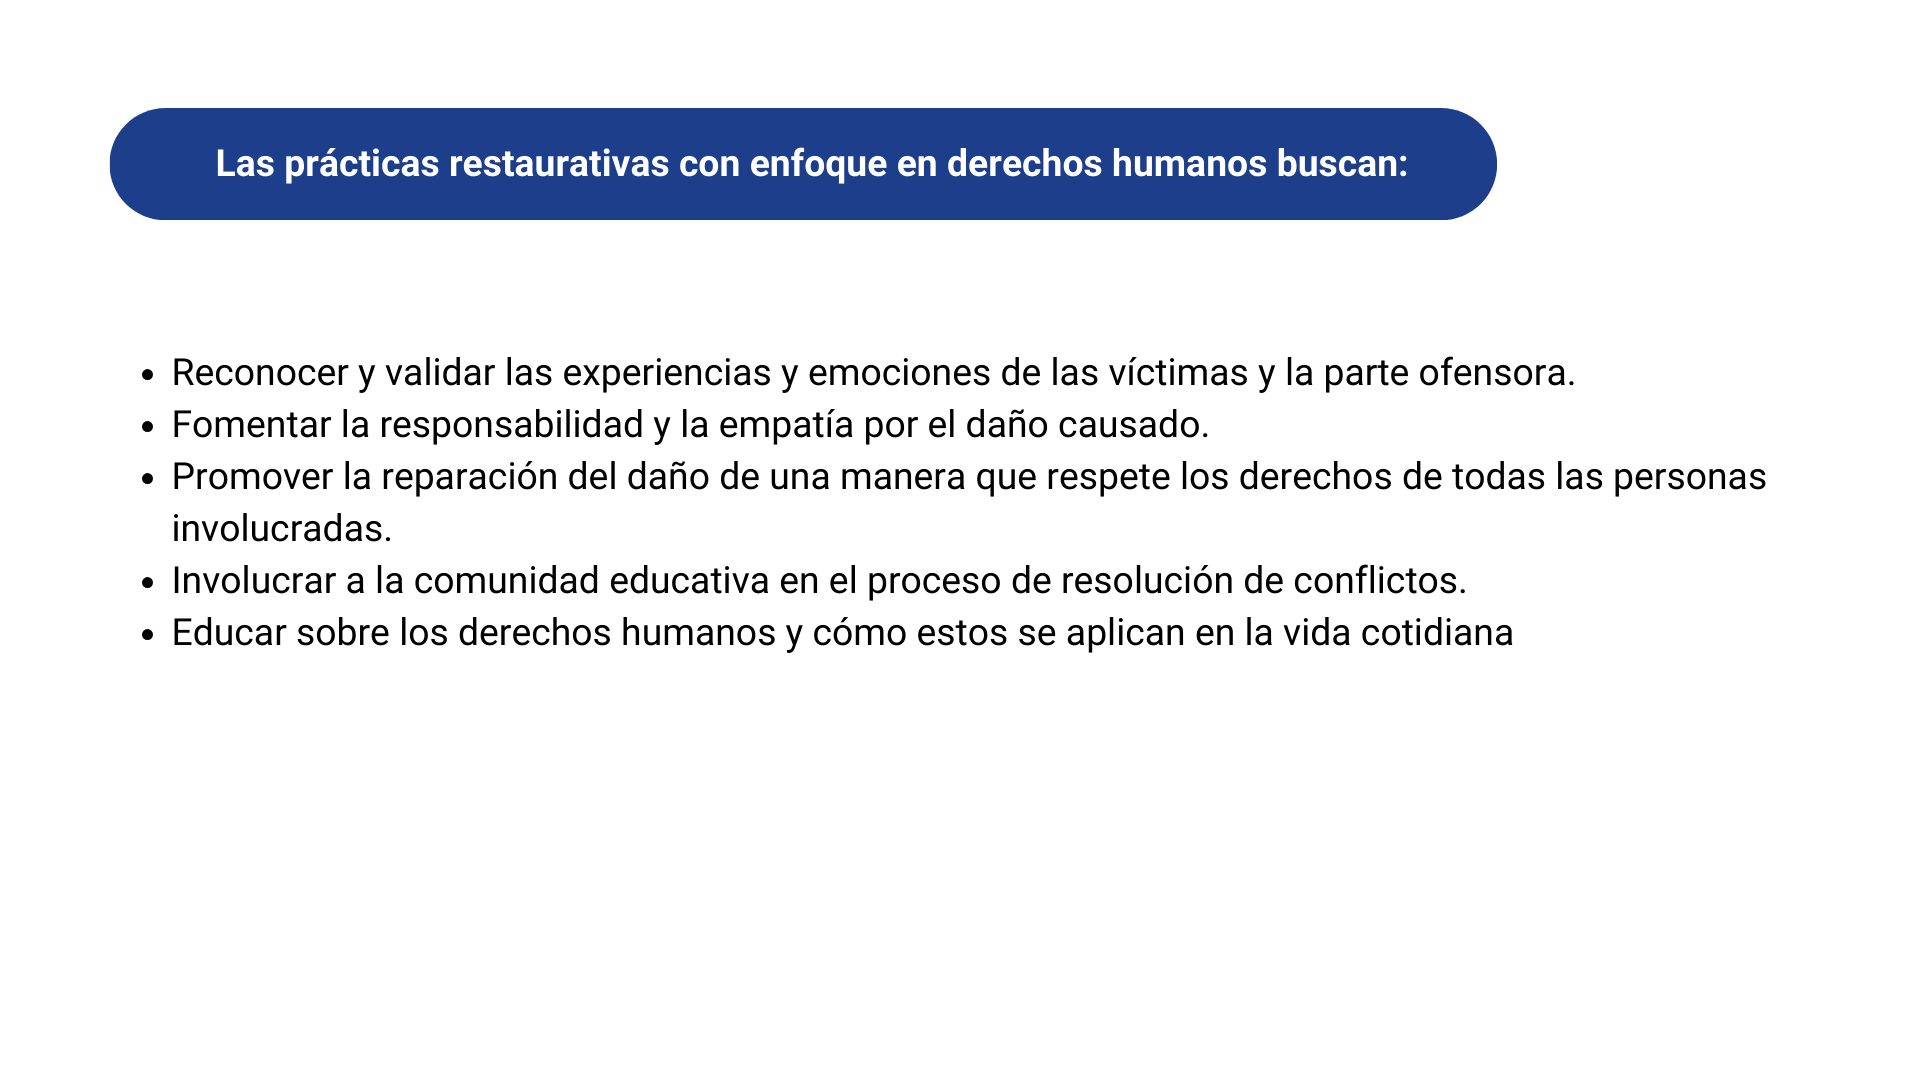 Las prácticas restaurativas con enfoque en derechos humanos buscan:
• Reconocer y validar las experiencias y emociones de las víctimas y la parte ofensora.
• Fomentar la responsabilidad y la empatía por el daño causado.
• Promover la reparación del daño de una manera que respete los derechos de todas las personas
involucradas.
• Involucrar a la comunidad educativa en el proceso de resolución de conflictos.
• Educar sobre los derechos humanos y cómo estos se aplican en la vida cotidiana